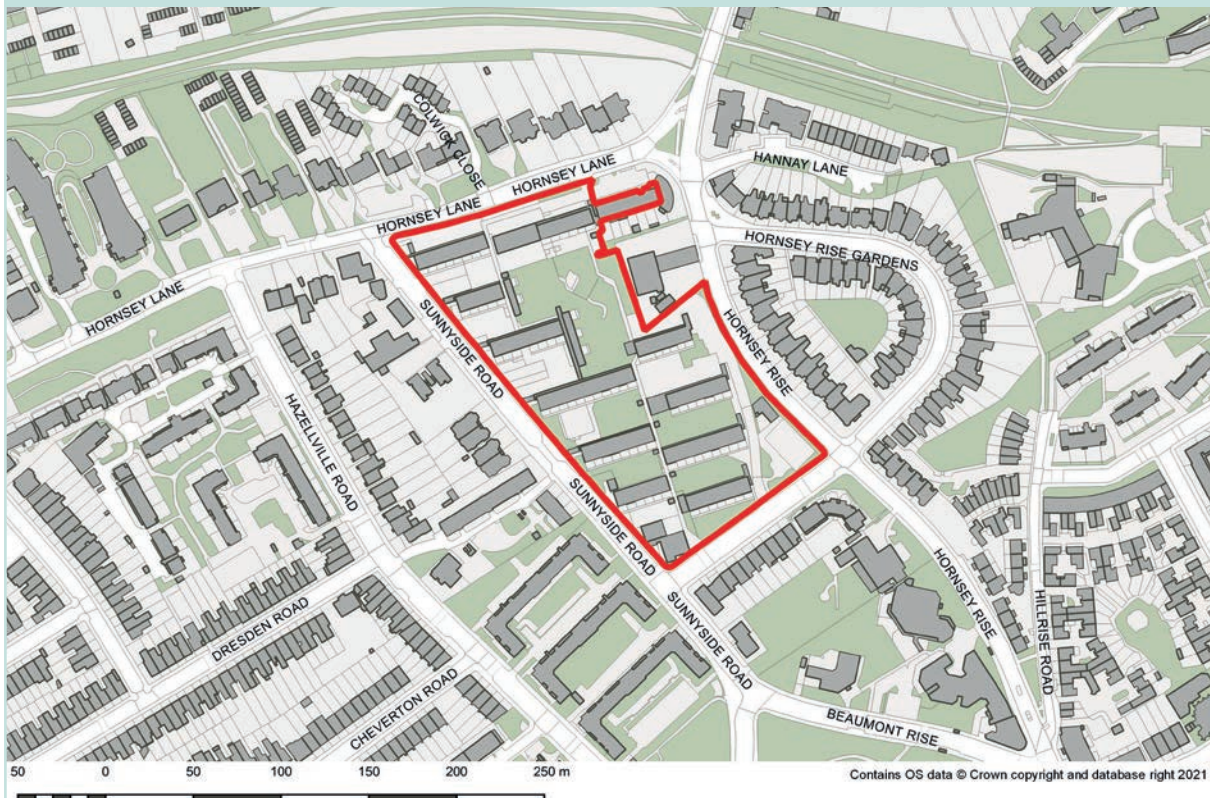 COLWICK CLOSE
HORNSEY LANE
HANNAY LANE
HORNSEY LANE
HORNSEY RISE GARDENS
HORNSEY LANE
HORNSEY RISE
SUNNYSIDE ROAD
HAZELLVILLE ROAD
SUNNYSIDE ROAD
HORNSEY RISE
SUNNYSIDE ROAD
HILLRISE ROAD
DRESDEN ROAD
CHEVERTON ROAD
BEAUMONT RISE
50 0 50 100 150 200 250 m
Contains OS data © Crown copyright and database right 2021